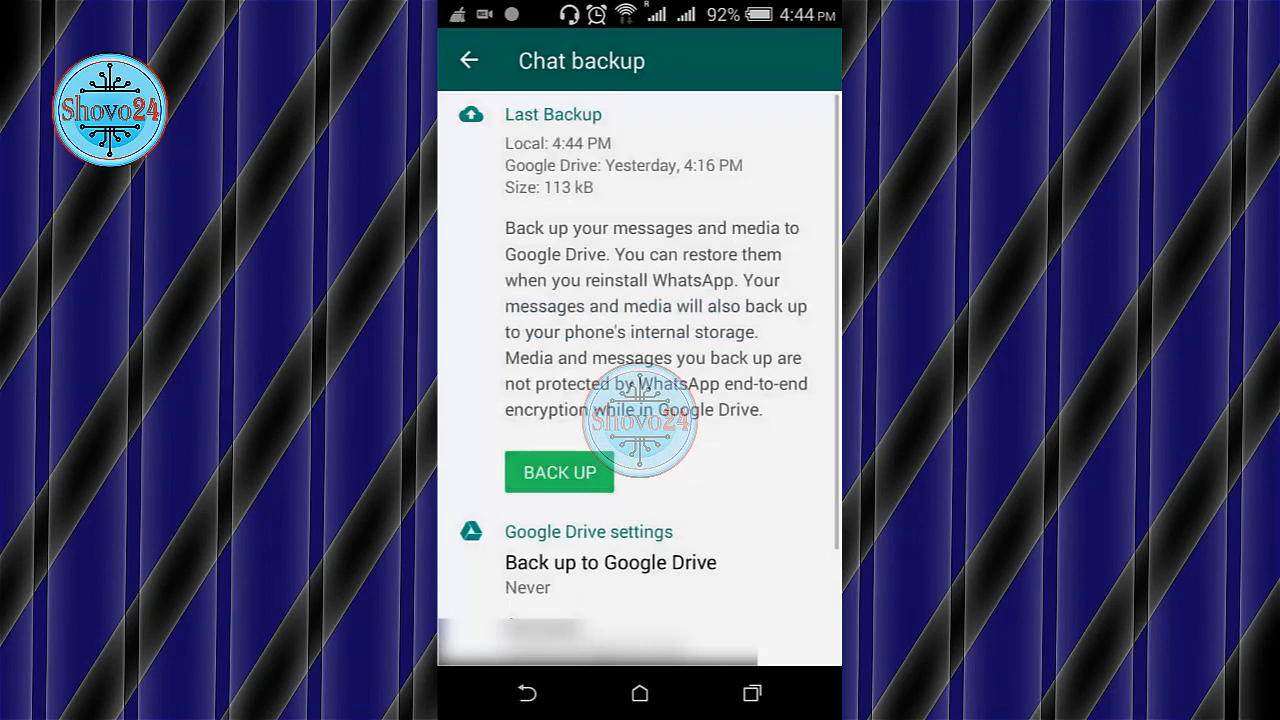 R
92%
4:44 PM
Chat backup
Shovo24
Last Backup
Local: 4:44 PM
Google Drive: Yesterday, 4:16 PM
Size: 113 kB
Back up your messages and media to
Google Drive. You can restore them
when you reinstall WhatsApp. Your
messages and media will also back up
to your phone's internal storage.
Media and messages you back up are
not protected by WhatsApp end-to-end
encryption while in Google Drive.
Shovo24
BACK UP
Google Drive settings
Back up to Google Drive
Never